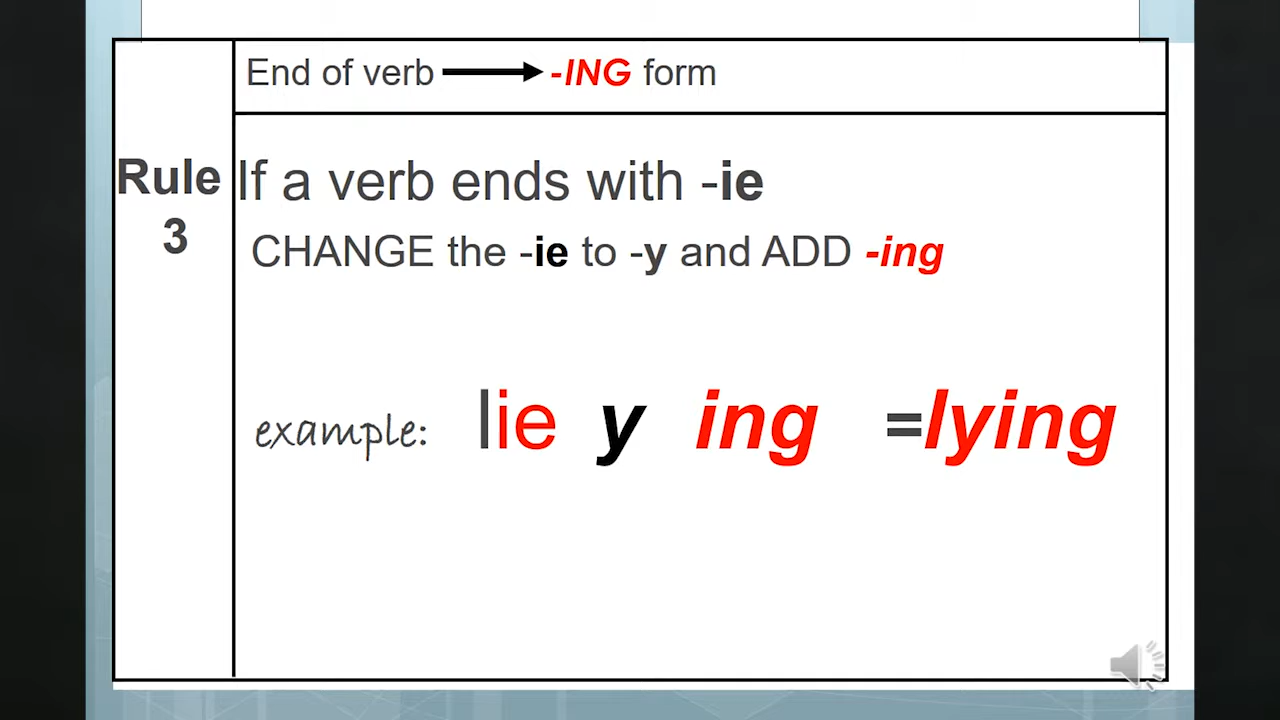 End of verb -ING form
Rule
3
If a verb ends with -ie
CHANGE the -ie to -y and ADD -ing
example: lie y ing =lying